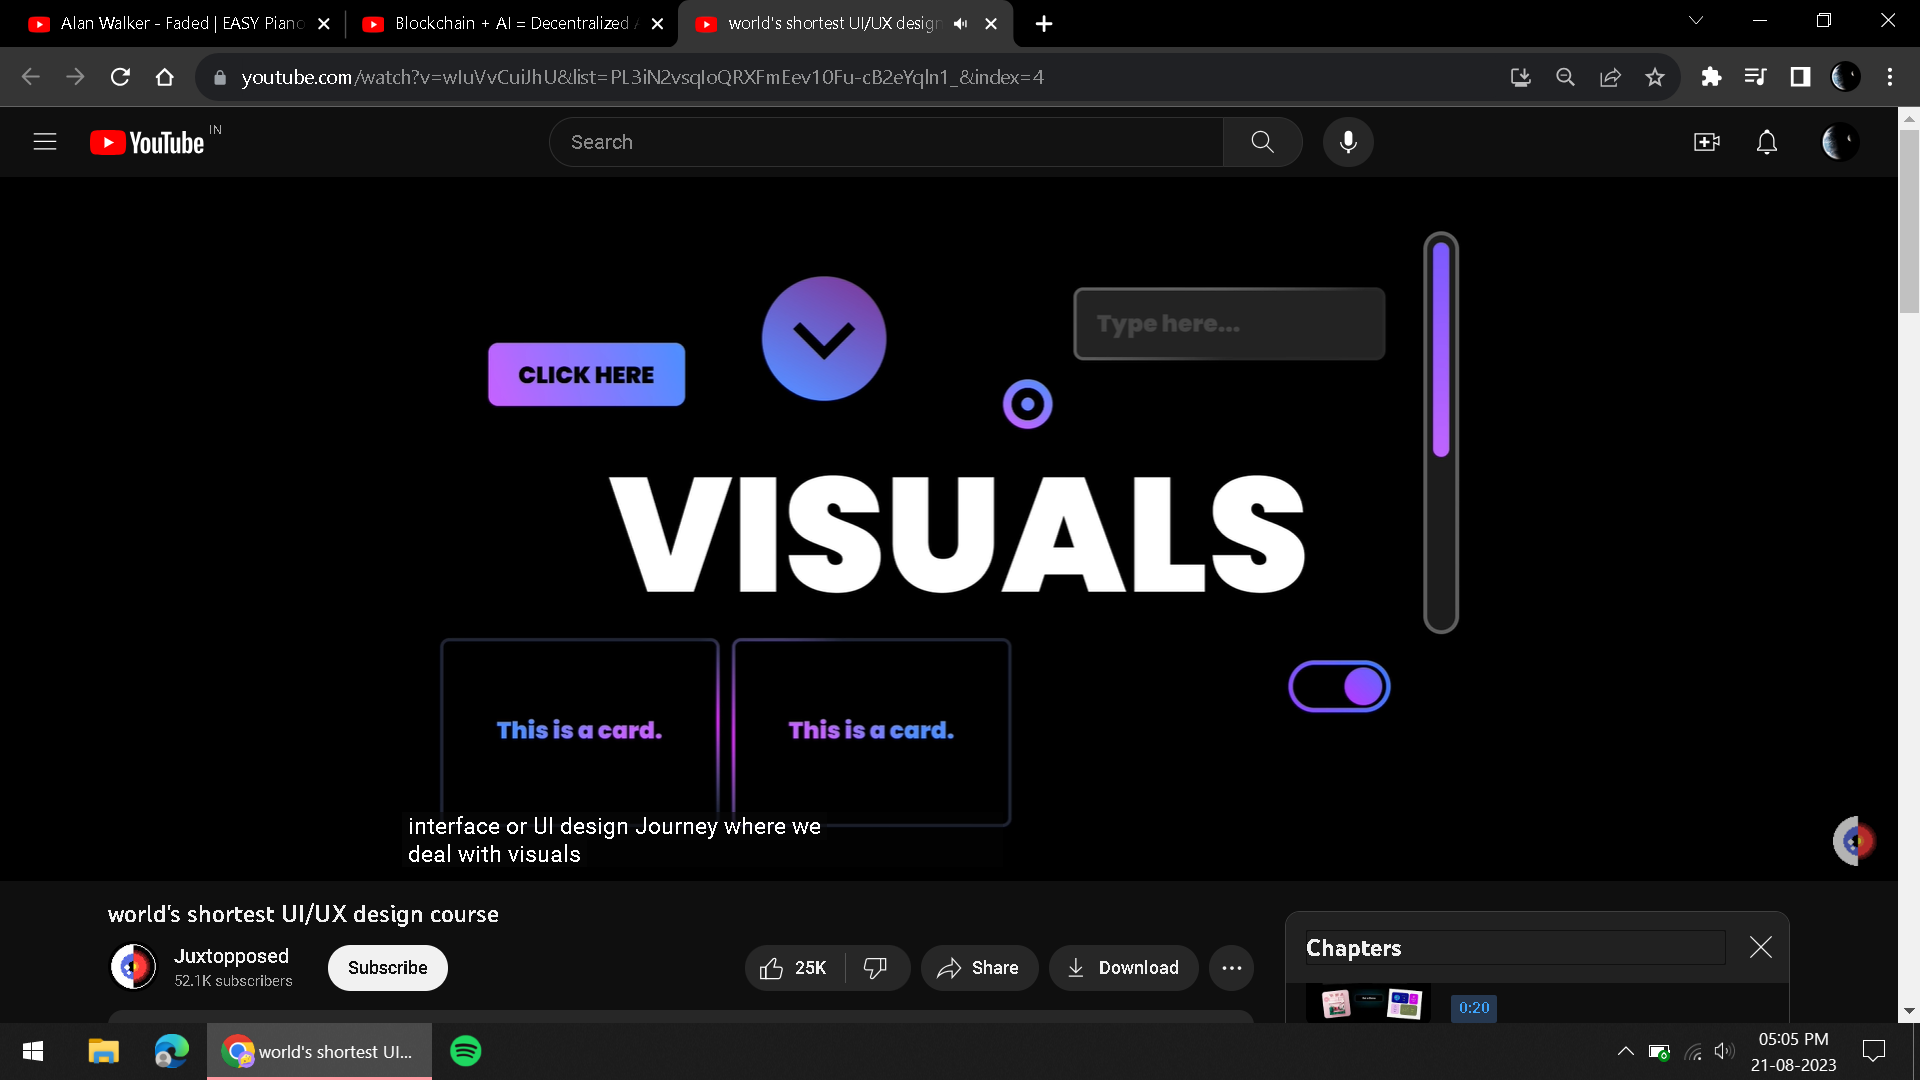 Alan Walker - Faded | EASY Piano
Blockchain + AI = Decentralized
world's shortest UI/UX design
youtube.com/watch?v=wIuVvCuiJhU&list=PL3iN2vsqIoQRXFmEev10Fu-cB2eYqln1_&index=4
YouTube IN
Search
CLICK HERE
Type here...
VISUALS
This is a card.
This is a card.
interface or UI design Journey where we
deal with visuals
world's shortest UI/UX design course
Juxtopposed
52.1K subscribers
Subscribe
25K
Share
Download
Chapters
0:20
world's shortest UI...
05:05 PM
21-08-2023